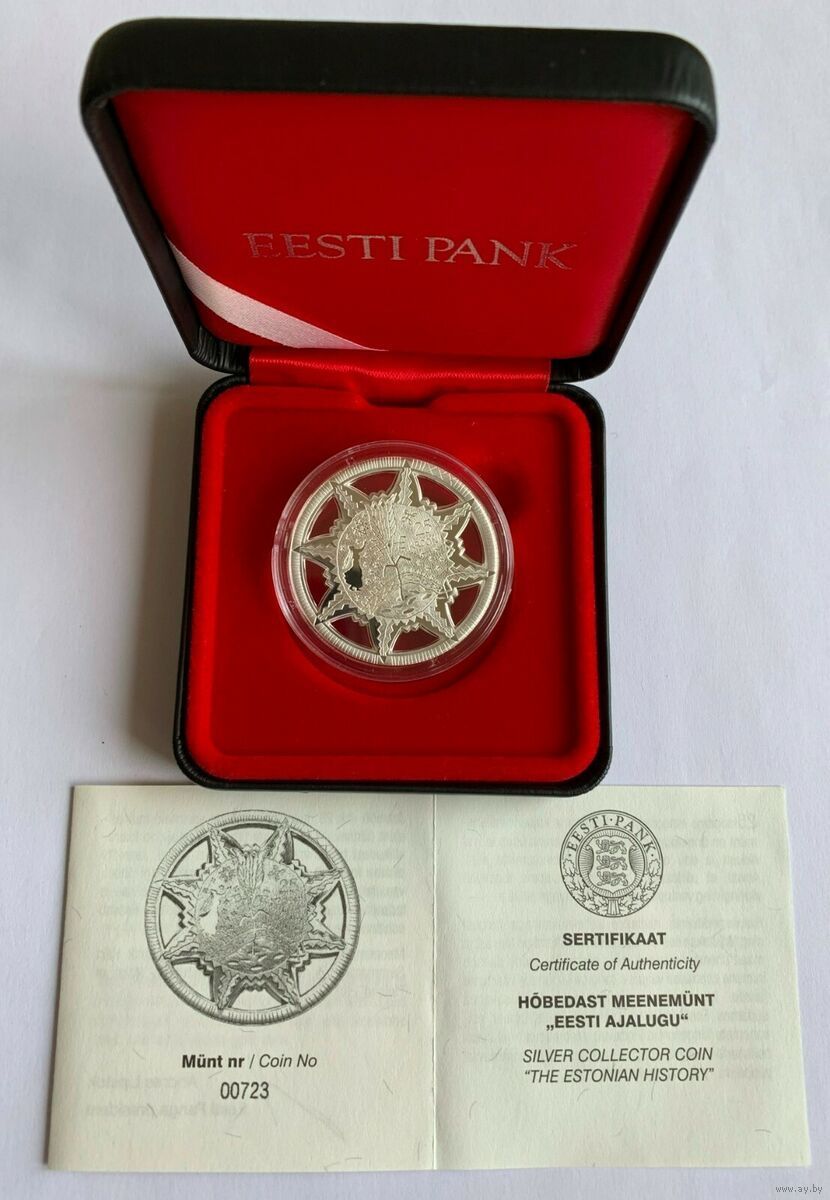 EESTI PANK
Münt nr / Coin No
00723
EESTI·PANK
SERTIFIKAAT
Certificate of Authenticity
HÕBEDAST MEENEMÜNT
„EESTI AJALUGU“
SILVER COLLECTOR COIN
“THE ESTONIAN HISTORY”
www.ay.by